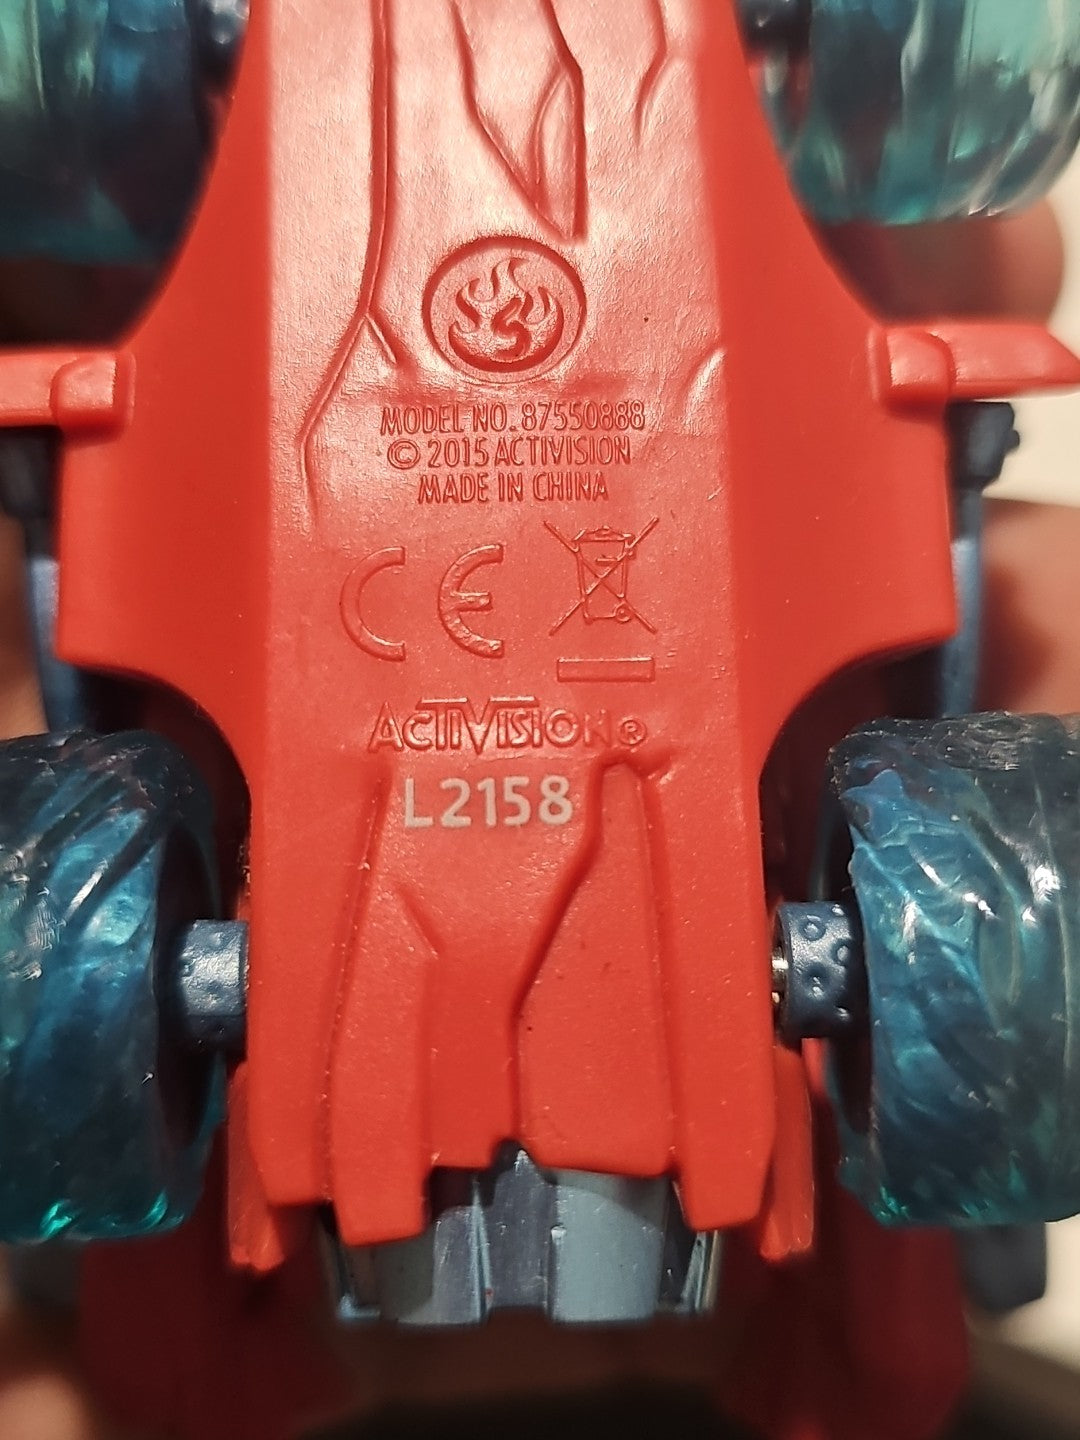 MODEL NO. 87550888
© 2015 ACTIVISION
MADE IN CHINA
CE
ACTIVISION®
L2158